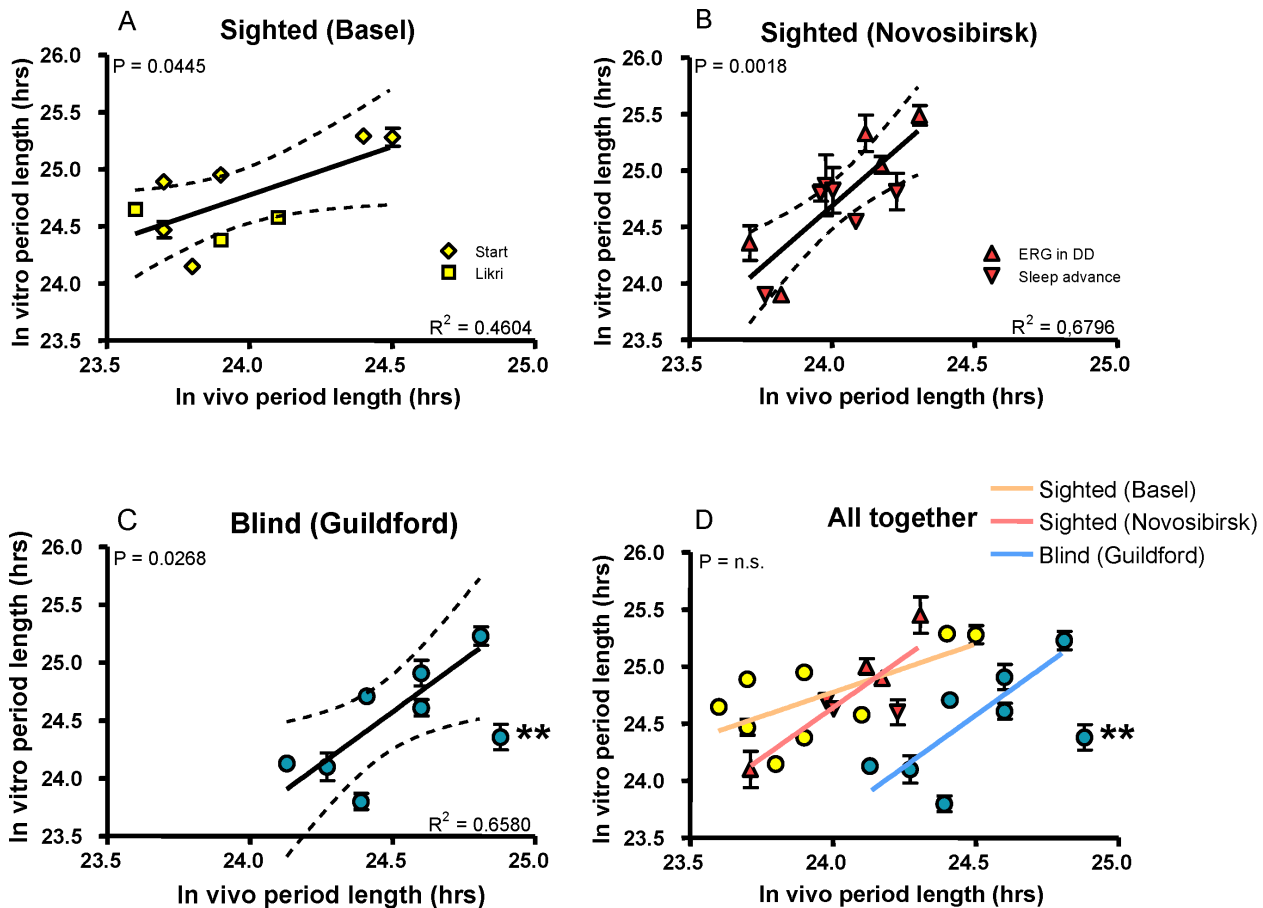 A
Sighted (Basel)
P = 0.0445
In vitro period length (hrs)
26.0
25.5
25.0
24.5
24.0
23.5
Start
Likri
R² = 0.4604
23.5
24.0
24.5
25.0
In vivo period length (hrs)
B
Sighted (Novosibirsk)
P = 0.0018
In vitro period length (hrs)
26.0
25.5
25.0
24.5
24.0
23.5
ERG in DD
Sleep advance
R² = 0,6796
23.5
24.0
24.5
25.0
In vivo period length (hrs)
C
Blind (Guildford)
P = 0.0268
In vitro period length (hrs)
26.0
25.5
25.0
24.5
24.0
23.5
**
R² = 0.6580
23.5
24.0
24.5
25.0
In vivo period length (hrs)
Sighted (Basel)
Sighted (Novosibirsk)
Blind (Guildford)
D
All together
P = n.s.
In vitro period length (hrs)
26.0
25.5
25.0
24.5
24.0
23.5
**
23.5
24.0
24.5
25.0
In vivo period length (hrs)